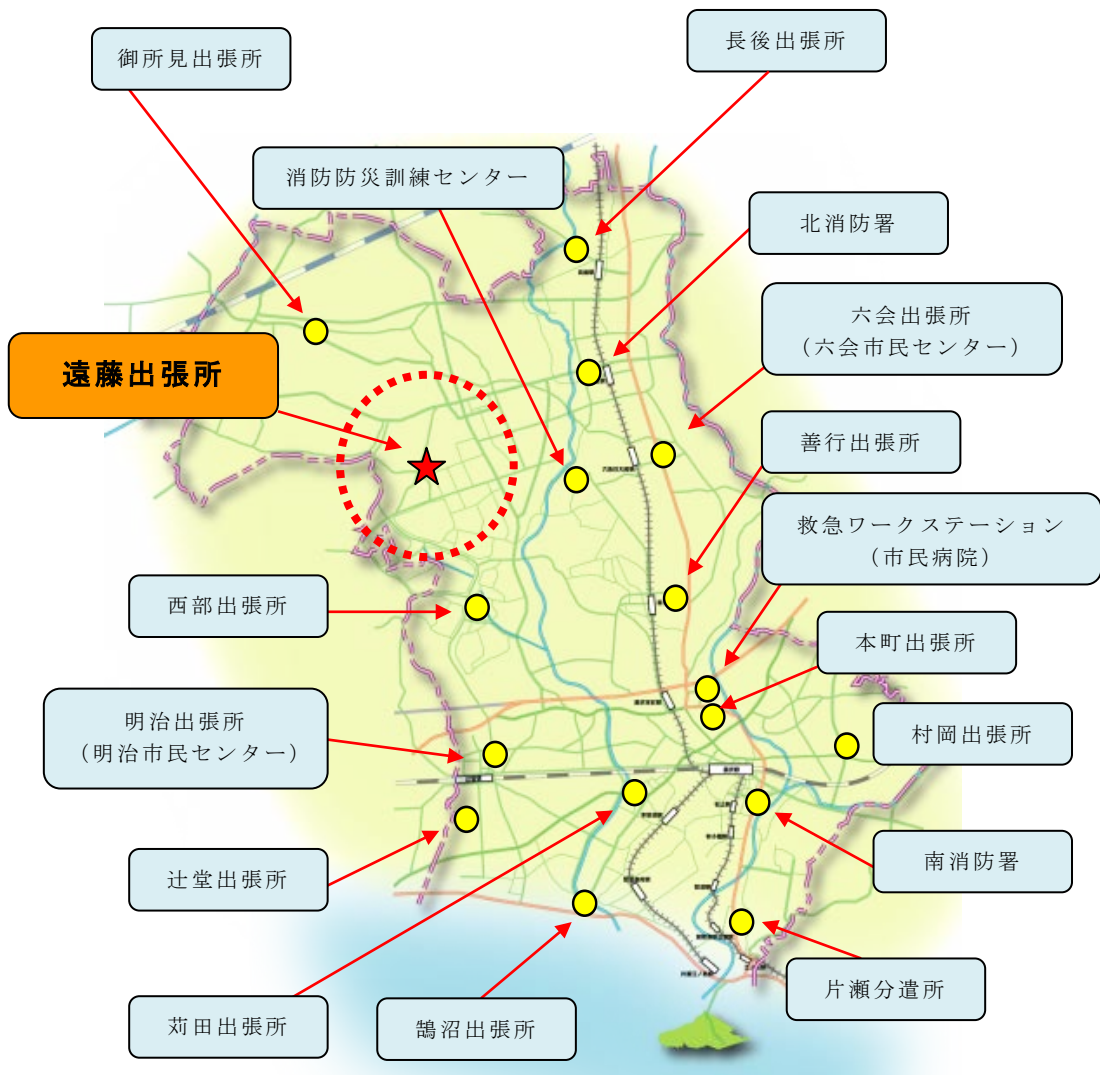 長後出張所
御所見出張所
消防防災訓練センター
北消防署
六会出張所
（六会市民センター）
遠藤出張所
善行出張所
救急ワークステーション
（市民病院）
西部出張所
本町出張所
明治出張所
（明治市民センター）
村岡出張所
辻堂出張所
南消防署
片瀬分遣所
苅田出張所
鵠沼出張所